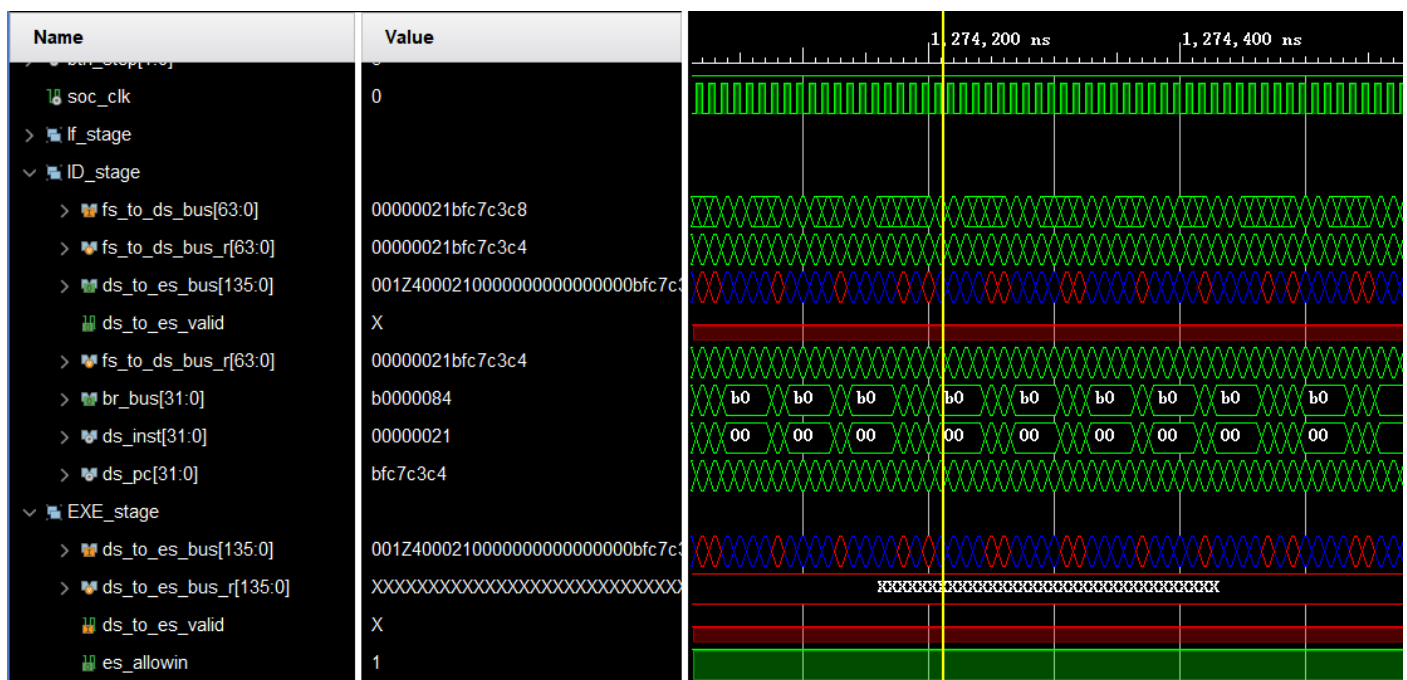 Name Value 1,274,200 ns 1,274,400 ns
soc_clk 0
If_stage
ID_stage
fs_to_ds_bus[63:0] 00000021bfc7c3c8
fs_to_ds_bus_r[63:0] 00000021bfc7c3c4
ds_to_es_bus[135:0]
ds_to_es_valid X
fs_to_ds_bus_r[63:0] 00000021bfc7c3c4
br_bus[31:0] b0000084 b0 b0 b0 b0 b0 b0 b0 b0 b0
ds_inst[31:0] 00000021 00 00 00 00 00 00 00 00 00
ds_pc[31:0] bfc7c3c4
EXE_stage
ds_to_es_bus[135:0]
ds_to_es_bus_r[135:0]
ds_to_es_valid X
es_allowin 1